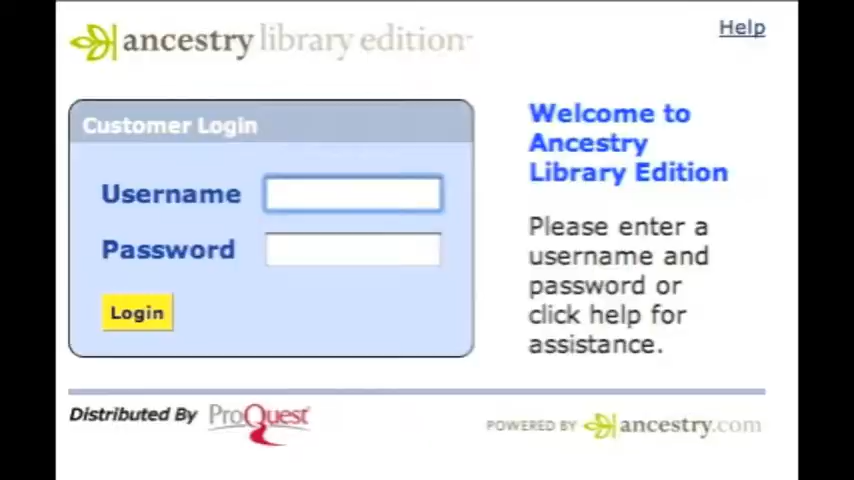 ancestry library edition
Help
Customer Login
Username
Password
Login
Welcome to
Ancestry
Library Edition
Please enter a
username and
password or
click help for
assistance.
Distributed By ProQuest
POWERED BY ancestry.com